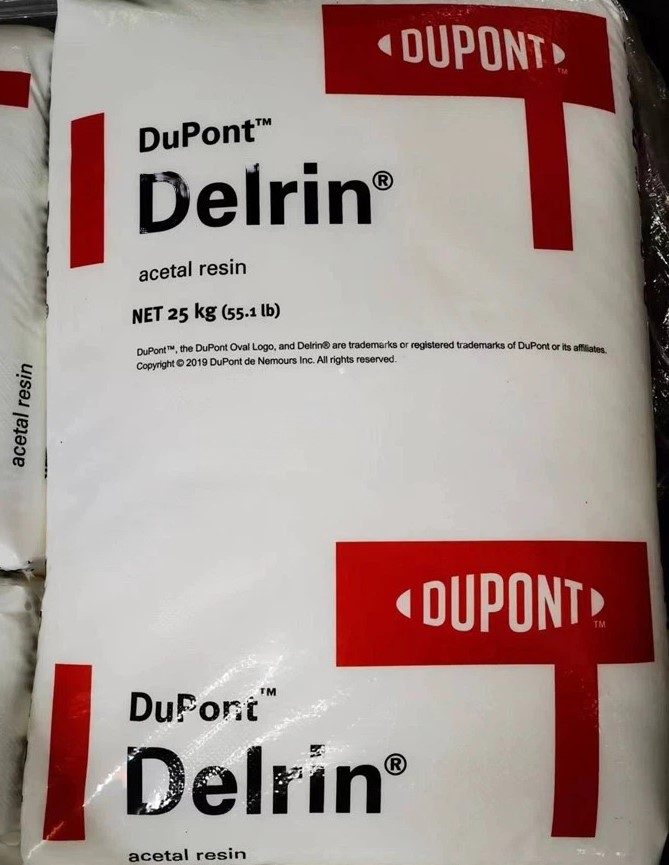 DUPONT™
DuPont™
Delrin®
acetal resin
NET 25 kg (55.1 lb)
DuPont™, the DuPont Oval Logo, and Delrin® are trademarks or registered trademarks of DuPont or its affiliates.
Copyright © 2019 DuPont de Nemours Inc. All rights reserved.
acetal resin
DUPONT™
DuPont™
Delrin®
acetal resin